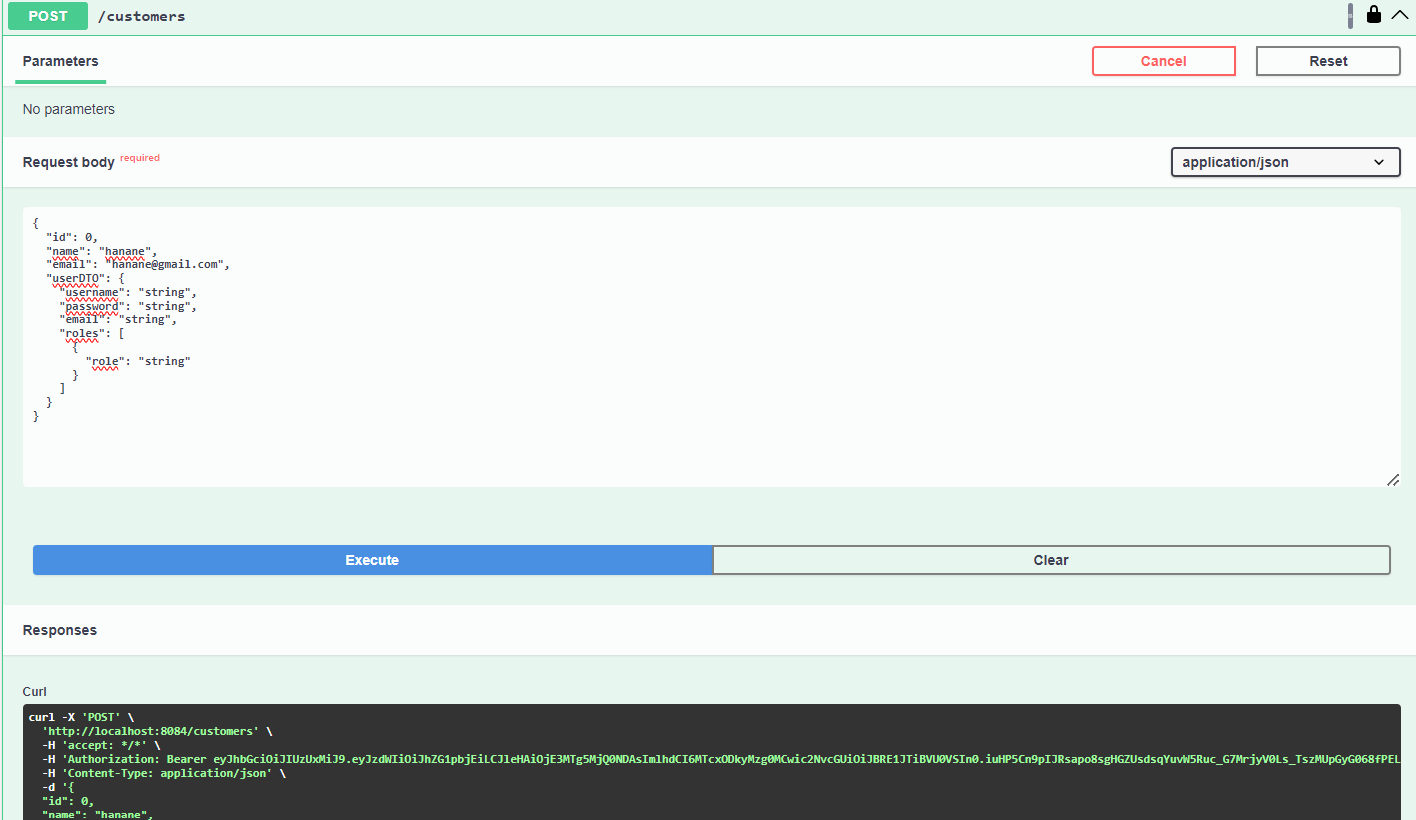 POST /customers
Parameters
Cancel
Reset
No parameters
Request body required
application/json
{
  "id": 0,
  "name": "hanane",
  "email": "hanane@gmail.com",
  "userDTO": {
    "username": "string",
    "password": "string",
    "email": "string",
    "roles": [
      {
        "role": "string"
      }
    ]
  }
}
Execute
Clear
Responses
Curl
curl -X 'POST' \
  'http://localhost:8084/customers' \
  -H 'accept: */*' \
  -H 'Authorization: Bearer eyJhbGciOiJIUzUxMiJ9.eyJzdWIiOiJhZG1pbjEiLCJleHAiOjE3MTg5MjQ0NDAsImlhdCI6MTcxODkyMzg0MCwic2NvcGUiOiJBRE1JTiBVU0VSIn0.iuHP5Cn9pIJRsapo8sgHGZUsdsqYuvW5Ruc_G7MrjyV0Ls_TszMUpGyG068fPEL
  -H 'Content-Type: application/json' \
  -d '{
  "id": 0,
  "name": "hanane",